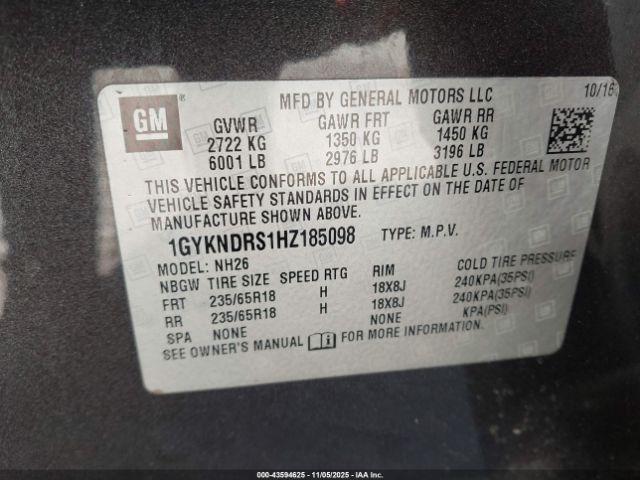 GM ®
MFD BY GENERAL MOTORS LLC
10/16
GVWR GAWR FRT GAWR RR
2722 KG 1350 KG 1450 KG
6001 LB 2976 LB 3196 LB
THIS VEHICLE CONFORMS TO ALL APPLICABLE U.S. FEDERAL MOTOR
VEHICLE SAFETY STANDARDS IN EFFECT ON THE DATE OF
MANUFACTURE SHOWN ABOVE.
1GYKNDRS1HZ185098 TYPE: M.P.V.
MODEL: NH26
NBGW TIRE SIZE SPEED RTG RIM COLD TIRE PRESSURE
FRT 235/65R18 H 18X8J 240KPA(35PSI)
RR 235/65R18 H 18X8J 240KPA(35PSI)
SPA NONE NONE KPA(PSI)
SEE OWNER'S MANUAL FOR MORE INFORMATION.
000-43594625 - 11/05/2025 - IAA Inc.